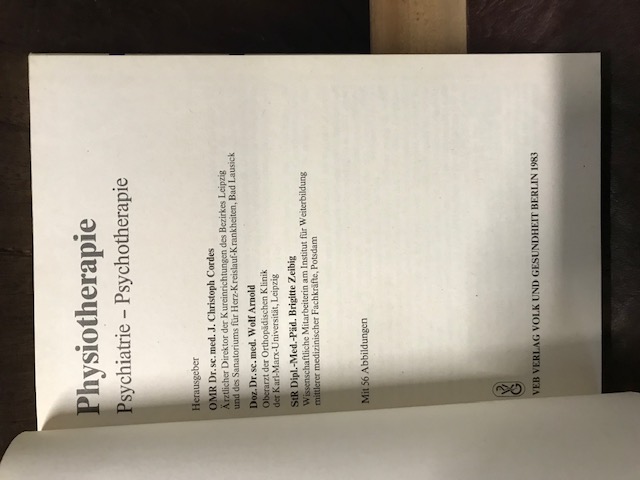 Physiotherapie
Psychiatrie – Psychotherapie
Herausgeber
OMR Dr. sc. med. J. Christoph Cordes
Ärztlicher Direktor der Kureinrichtungen des Bezirkes Leipzig
und des Sanatoriums für Herz-Kreislauf-Krankheiten, Bad Lausick
Doz. Dr. sc. med. Wolf Arnold
Oberarzt der Orthopädischen Klinik
der Karl-Marx-Universität, Leipzig
StR Dipl.-Med.-Päd. Brigitte Zeibig
Wissenschaftliche Mitarbeiterin am Institut für Weiterbildung
mittlerer medizinischer Fachkräfte, Potsdam
Mit 56 Abbildungen
VEB VERLAG VOLK UND GESUNDHEIT BERLIN 1983